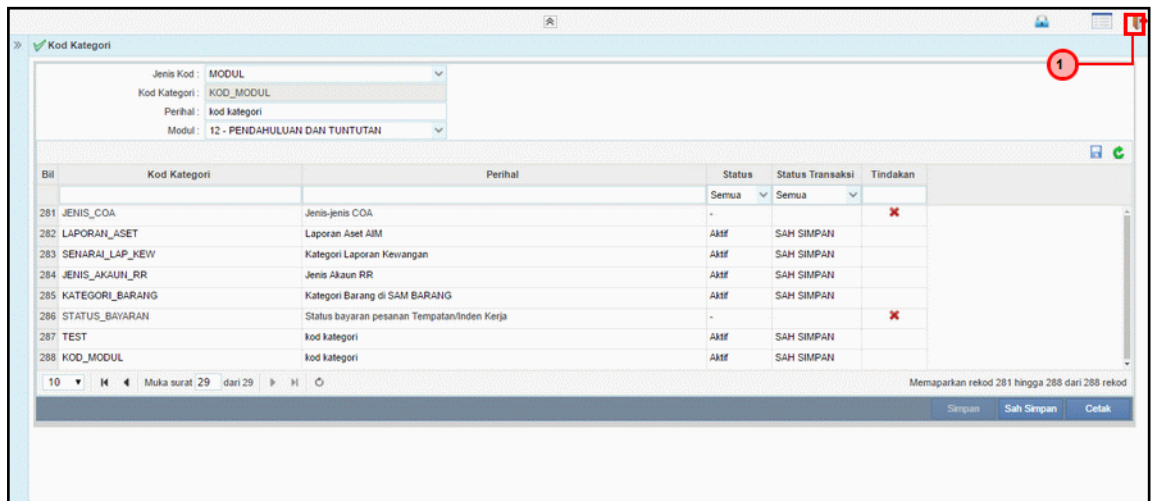 1
Kod Kategori
Jenis Kod : MODUL
Kod Kategori : KOD_MODUL
Perihal : kod kategori
Modul : 12 - PENDAHULUAN DAN TUNTUTAN
Bil Kod Kategori Perihal Status Status Transaksi Tindakan
Semua Semua
281 JENIS_COA Jenis-jenis COA -
282 LAPORAN_ASET Laporan Aset AIM Aktif SAH SIMPAN
283 SENARAI_LAP_KEW Kategori Laporan Kewangan Aktif SAH SIMPAN
284 JENIS_AKAUN_RR Jenis Akaun RR Aktif SAH SIMPAN
285 KATEGORI_BARANG Kategori Barang di SAM BARANG Aktif SAH SIMPAN
286 STATUS_BAYARAN Status bayaran pesanan Tempatan/Inden Kerja -
287 TEST kod kategori Aktif SAH SIMPAN
288 KOD_MODUL kod kategori Aktif SAH SIMPAN
10 Muka surat 29 dari 29 Memaparkan rekod 281 hingga 288 dari 288 rekod
Simpan Sah Simpan Cetak